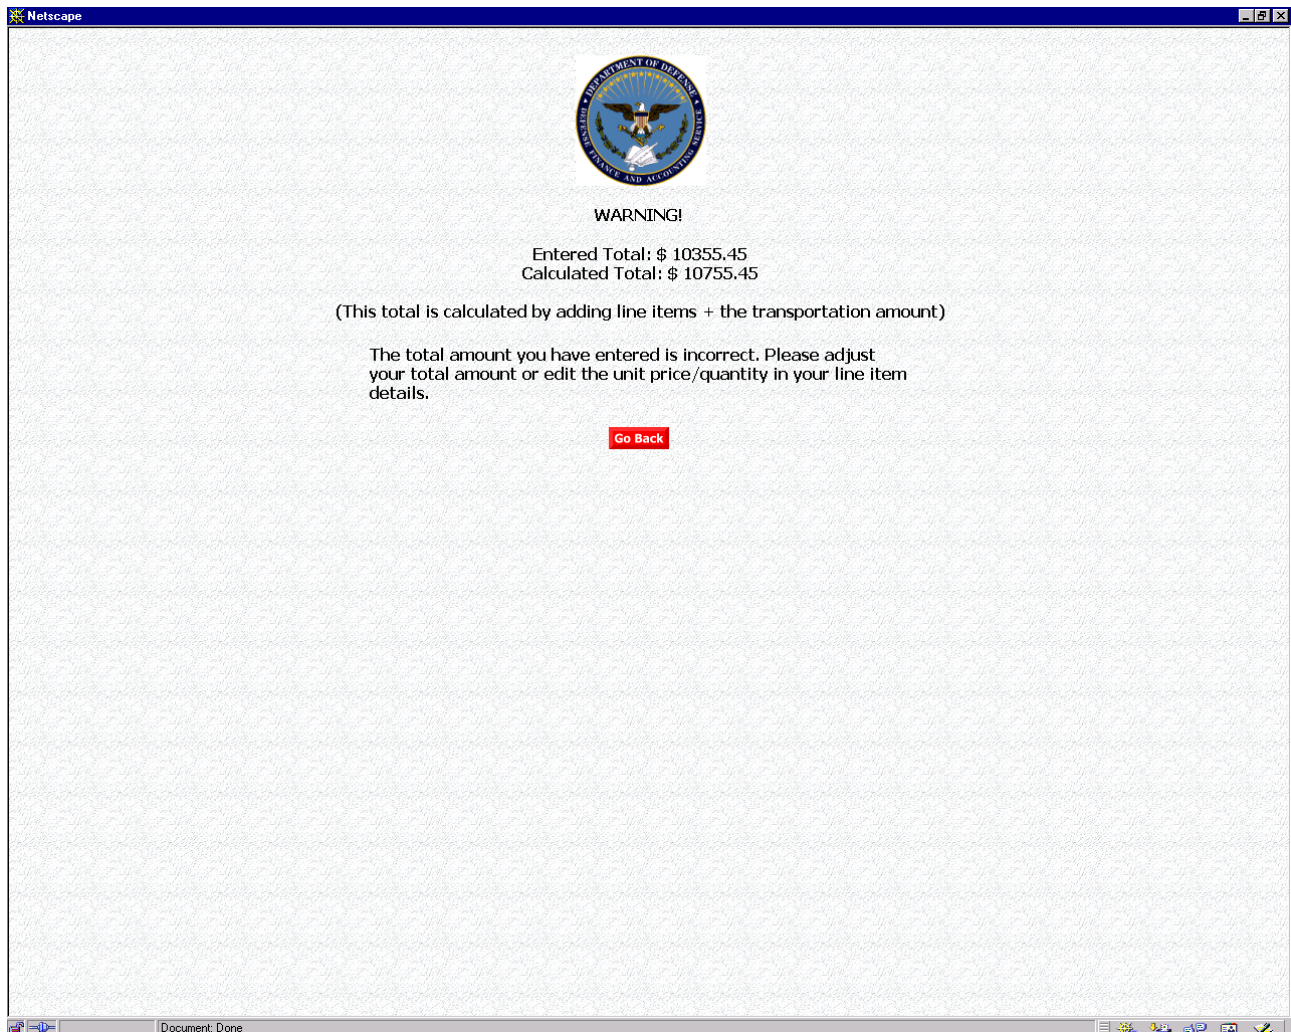 Netscape
DEPARTMENT OF DEFENSE
DEFENSE FINANCE AND ACCOUNTING SERVICE
WARNING!
Entered Total: $ 10355.45
Calculated Total: $ 10755.45
(This total is calculated by adding line items + the transportation amount)
The total amount you have entered is incorrect. Please adjust
your total amount or edit the unit price/quantity in your line item
details.
Go Back
Document: Done